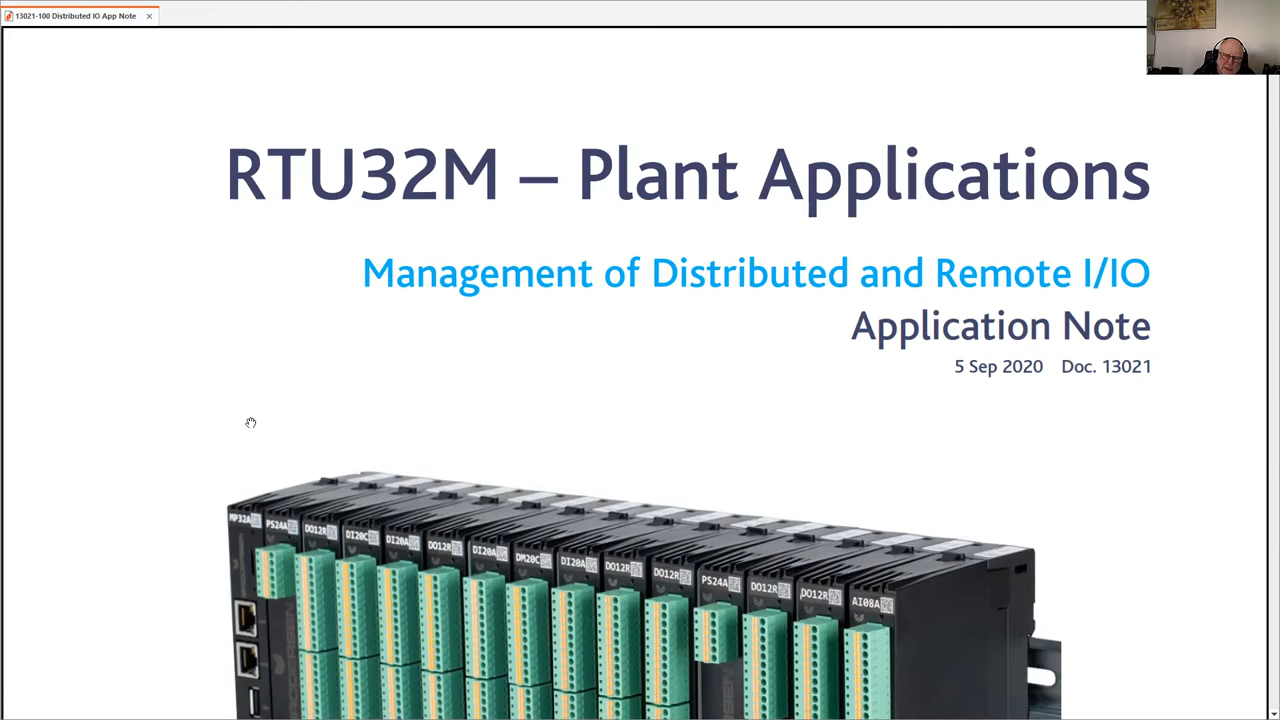 13021-100 Distributed IO App Note
RTU32M – Plant Applications
Management of Distributed and Remote I/IO
Application Note
5 Sep 2020 Doc. 13021
MP32A
PS24A
DO12R
DI20C
DI20A
DO12R
DI20A
DM20C
DI20A
DO12R
DO12R
PS24A
DO12R
DO12R
AI08A